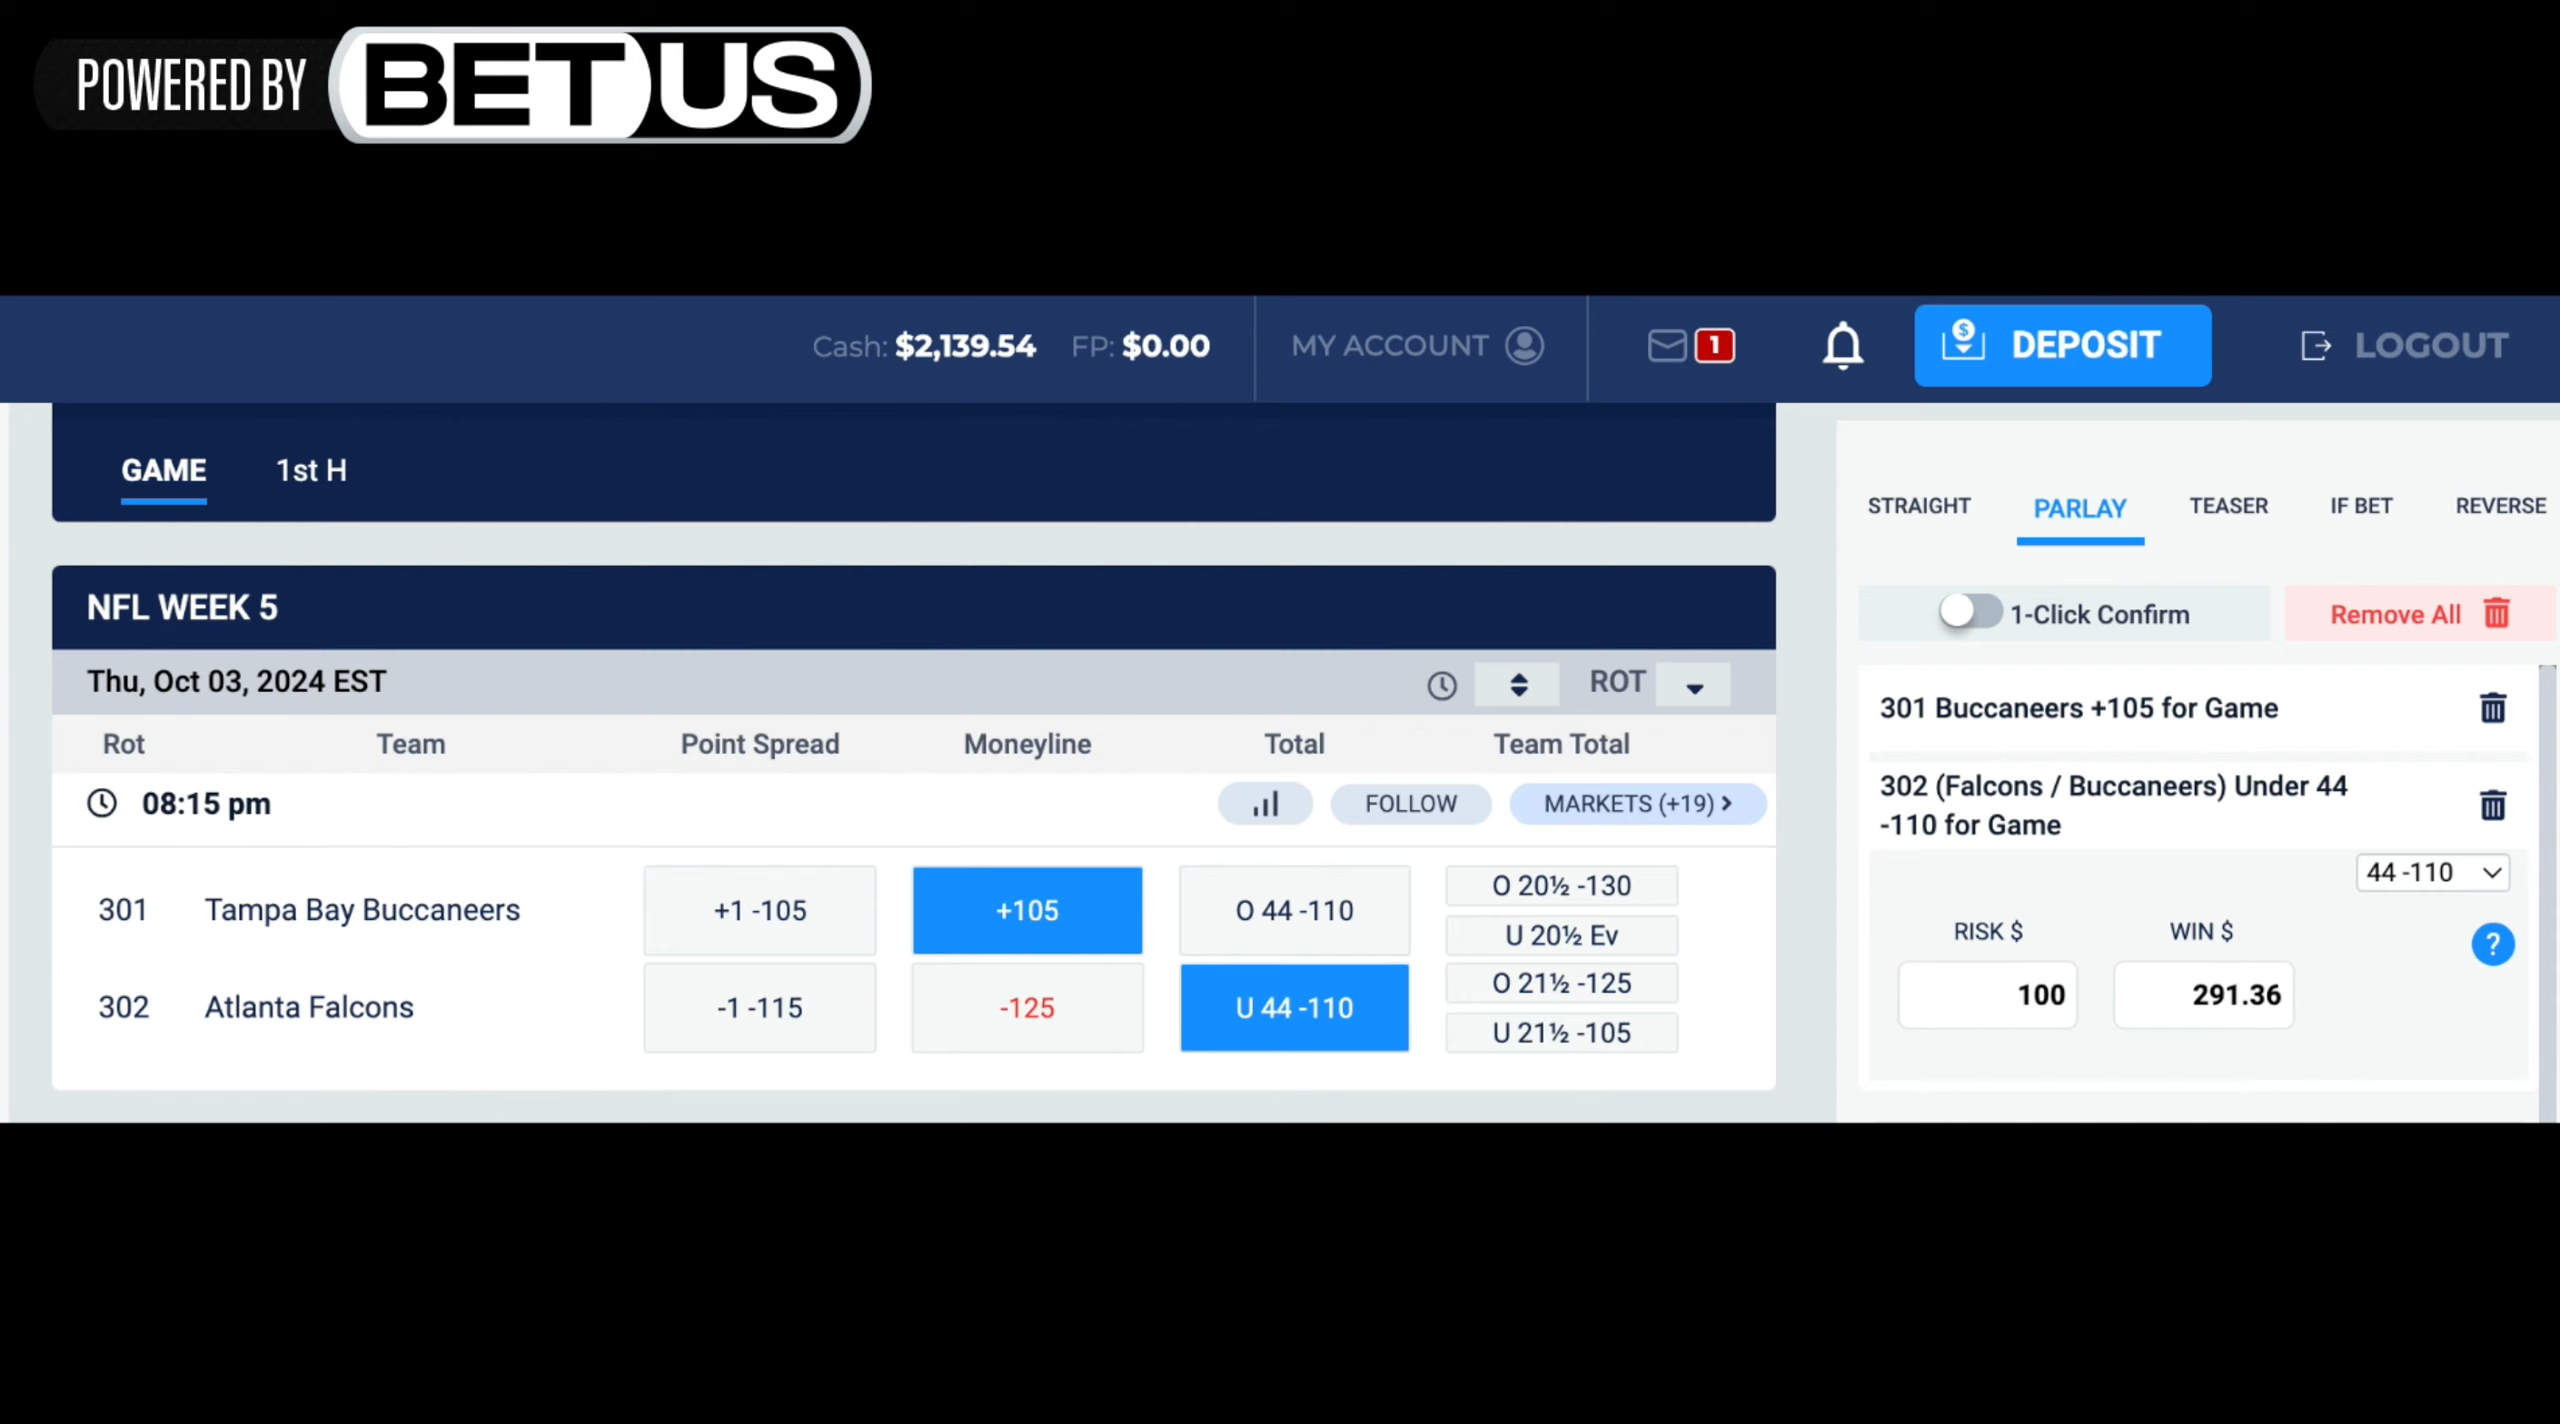 POWERED BY BETUS
Cash: $2,139.54 FP: $0.00 MY ACCOUNT 1 DEPOSIT LOGOUT
GAME 1st H
NFL WEEK 5
Thu, Oct 03, 2024 EST ROT
Rot Team Point Spread Moneyline Total Team Total
08:15 pm FOLLOW MARKETS (+19) >
301 Tampa Bay Buccaneers +1 -105 +105 O 44 -110 O 20½ -130
U 20½ Ev
302 Atlanta Falcons -1 -115 -125 U 44 -110 O 21½ -125
U 21½ -105
STRAIGHT PARLAY TEASER IF BET REVERSE
1-Click Confirm Remove All
301 Buccaneers +105 for Game
302 (Falcons / Buccaneers) Under 44
-110 for Game
44 -110
RISK $ WIN $ ?
100 291.36